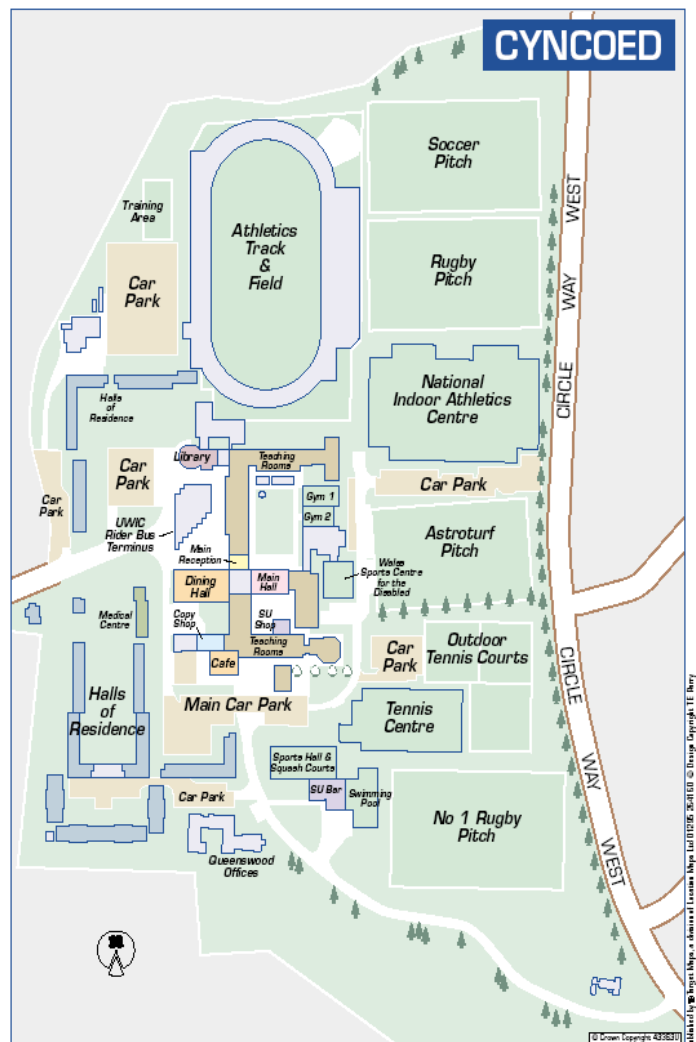 CYNCOED
Soccer
Pitch
WEST
Training
Area
Athletics
Track
&
Field
Car
Park
Rugby
Pitch
WAY
CIRCLE
National
Indoor Athletics
Centre
Halls
of
Residence
Library
Teaching
Rooms
Car
Park
Car
Park
Car Park
Gym 1
Gym 2
UWIC
Rider Bus
Terminus
Astroturf
Pitch
Main
Reception
Wales
Sports Centre
for the
Disabled
Dining
Hall
Main
Hall
Medical
Centre
Copy
Shop
SU
Shop
Teaching
Rooms
Cafe
Car
Park
Outdoor
Tennis Courts
CIRCLE
Halls
of
Residence
Main Car Park
Tennis
Centre
WAY
Sports Hall &
Squash Courts
Car Park
SU Bar
Swimming
Pool
No 1 Rugby
Pitch
WEST
Queenswood
Offices